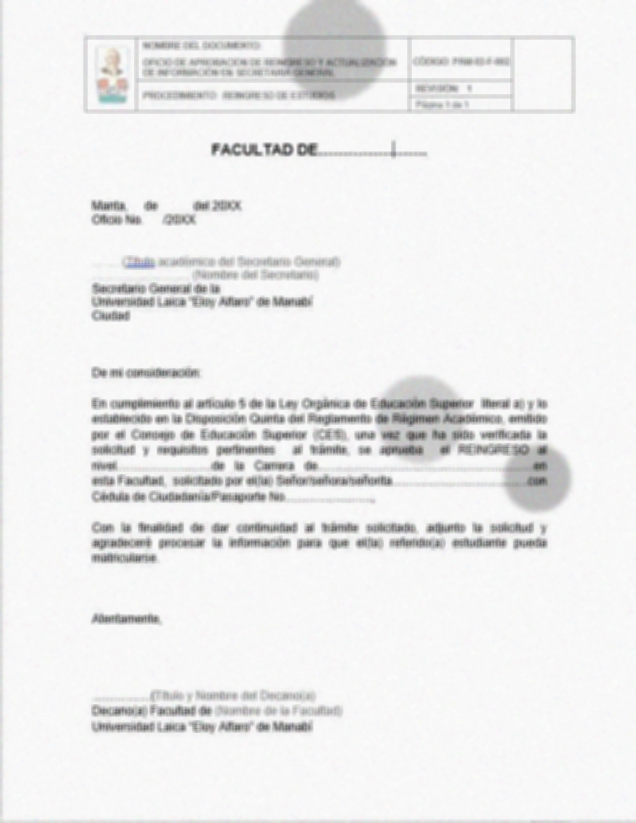 NOMBRE DEL DOCUMENTO:
OFICIO DE APROBACIÓN DE REINGRESO Y ACTUALIZACIÓN
DE INFORMACIÓN EN SECRETARÍA GENERAL
CÓDIGO:
PROCEDIMIENTO: REINGRESO DE ESTUDIOS
REVISIÓN: 1
Página 1 de 1
FACULTAD DE...........................
Manta, de del 20XX
Oficio No. /20XX
........(Título académico del Secretario General)
..........................(Nombre del Secretario)
Secretario General de la
Universidad Laica "Eloy Alfaro" de Manabí
Ciudad
De mi consideración:
En cumplimiento al artículo 5 de la Ley Orgánica de Educación Superior literal a) y lo
establecido en la Disposición Quinta del Reglamento de Régimen Académico, emitido
por el Consejo de Educación Superior (CES), una vez que ha sido verificada la
solicitud y requisitos pertinentes al trámite, se aprueba el REINGRESO al
nivel.......................... de la Carrera de.......................................................... en
esta Facultad, solicitado por el(la) Señor/señora/señorita.....................................con
Cédula de Ciudadanía/Pasaporte No.........................,
Con la finalidad de dar continuidad al trámite solicitado, adjunto la solicitud y
agradeceré procesar la información para que el(la) referido(a) estudiante pueda
matricularse.
Atentamente,
................(Título y Nombre del Decano(a)
Decano(a) Facultad de (Nombre de la Facultad)
Universidad Laica "Eloy Alfaro" de Manabí